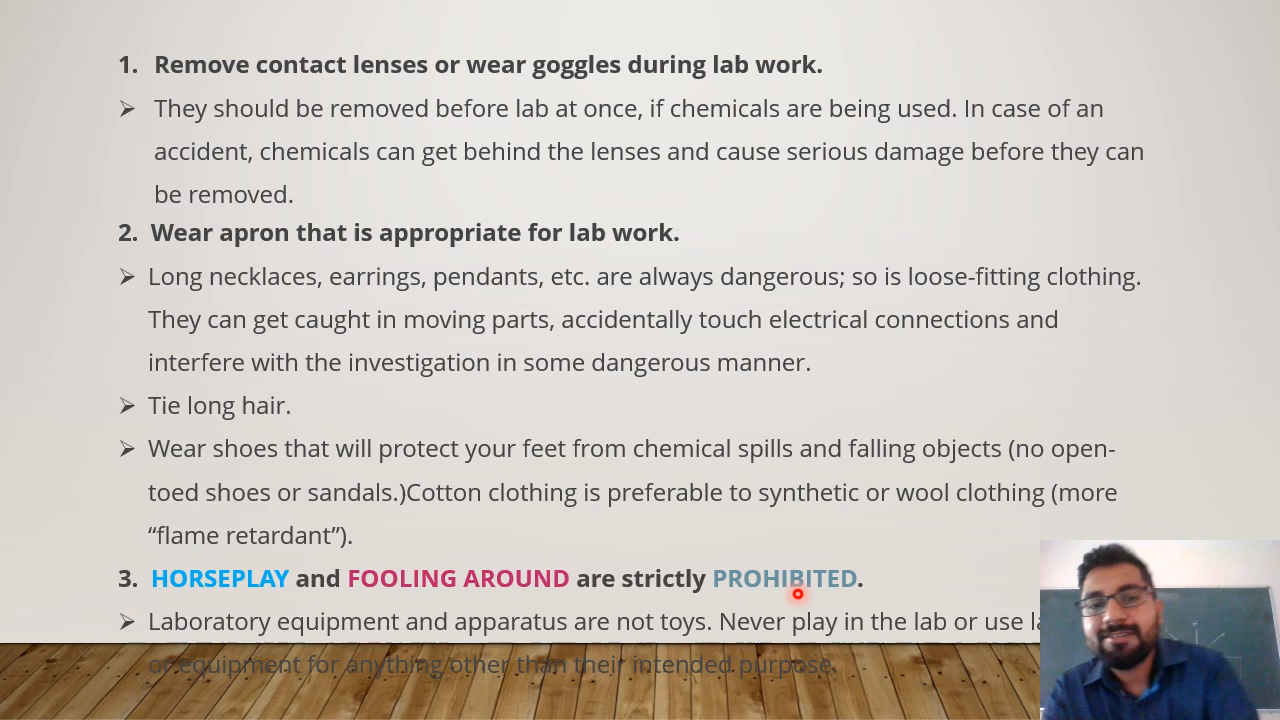 1. Remove contact lenses or wear goggles during lab work.
➢ They should be removed before lab at once, if chemicals are being used. In case of an
accident, chemicals can get behind the lenses and cause serious damage before they can
be removed.
2. Wear apron that is appropriate for lab work.
➢ Long necklaces, earrings, pendants, etc. are always dangerous; so is loose-fitting clothing.
They can get caught in moving parts, accidentally touch electrical connections and
interfere with the investigation in some dangerous manner.
➢ Tie long hair.
➢ Wear shoes that will protect your feet from chemical spills and falling objects (no open-
toed shoes or sandals.)Cotton clothing is preferable to synthetic or wool clothing (more
“flame retardant”).
3. HORSEPLAY and FOOLING AROUND are strictly PROHIBITED.
➢ Laboratory equipment and apparatus are not toys. Never play in the lab or use
or equipment for anything other than their intended purpose.